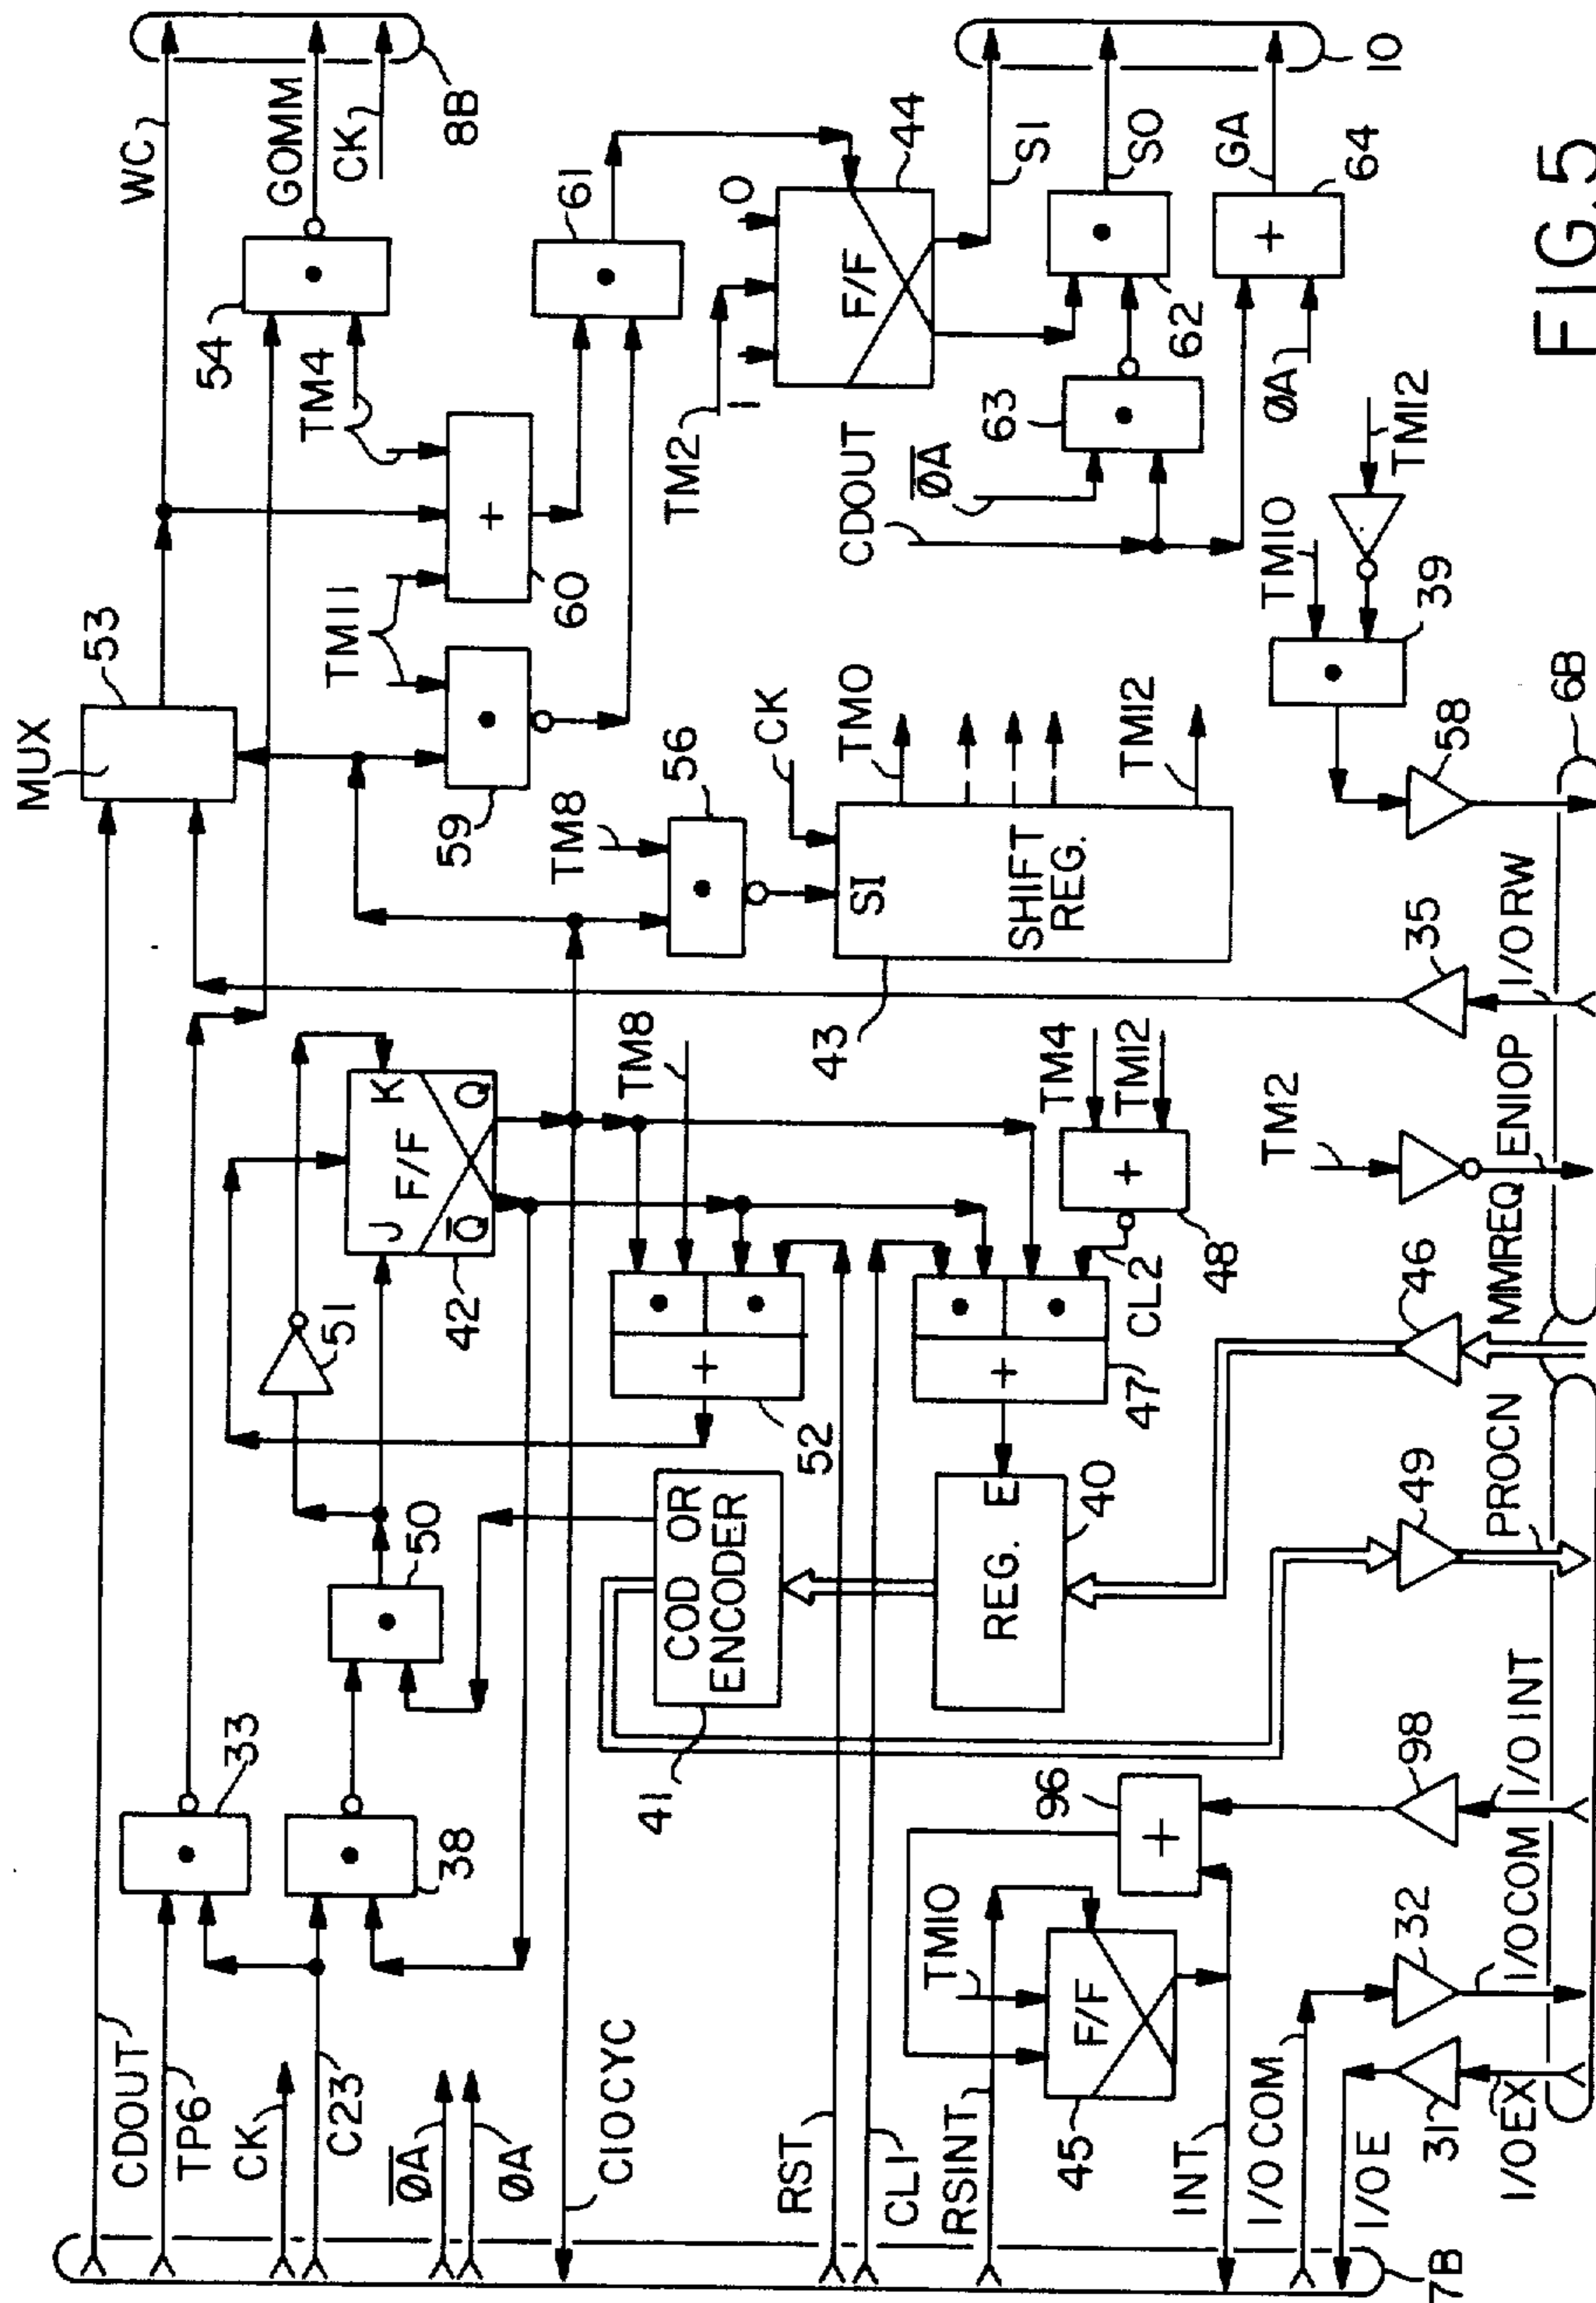 MUX
53
WC
54
GOMM
CK
8B
TM4
TM11
59
60
61
TM2
1
0
F/F
44
CDOUT
ØA
63
62
S1
S0
GA
ØA
64
10
FIG.5
CDOUT
TP6
CK
C23
ØA
ØA
CIOCYC
33
38
50
51
J
K
F/F
Q
Q
42
TM8
52
TM8
56
CK
SI
SHIFT
REG.
43
TM0
TM12
TM10
TM12
39
58
6B
COD OR
ENCODER
41
REG.
E
40
47
CL2
48
TM4
TM12
TM2
RST
CL1
RSINT
TM10
F/F
45
96
INT
I/OCOM
I/OE
31
32
98
49
46
35
I/OEX
I/OCOM
I/OINT
PROCN
MMREQ
ENIOP
I/ORW
7B